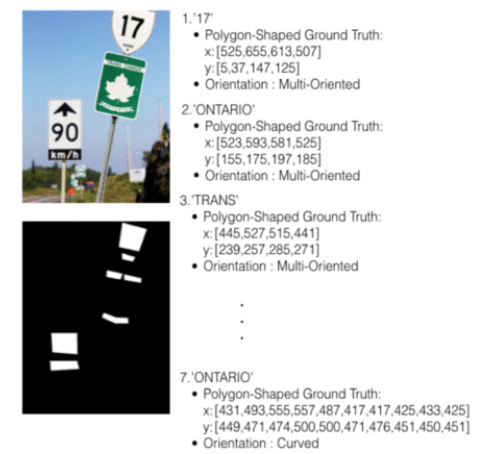 17
90
km/h
1.'17'
• Polygon-Shaped Ground Truth:
x:[525,655,613,507]
y:[5,37,147,125]
• Orientation : Multi-Oriented
2.'ONTARIO'
• Polygon-Shaped Ground Truth:
x:[523,593,581,525]
y:[155,175,197,185]
• Orientation : Multi-Oriented
3.'TRANS'
• Polygon-Shaped Ground Truth:
x:[445,527,515,441]
y:[239,257,285,271]
• Orientation : Multi-Oriented
.
.
.
7.'ONTARIO'
• Polygon-Shaped Ground Truth:
x:[431,493,555,557,487,417,417,425,433,425]
y:[449,471,474,500,500,471,476,451,450,451]
• Orientation : Curved